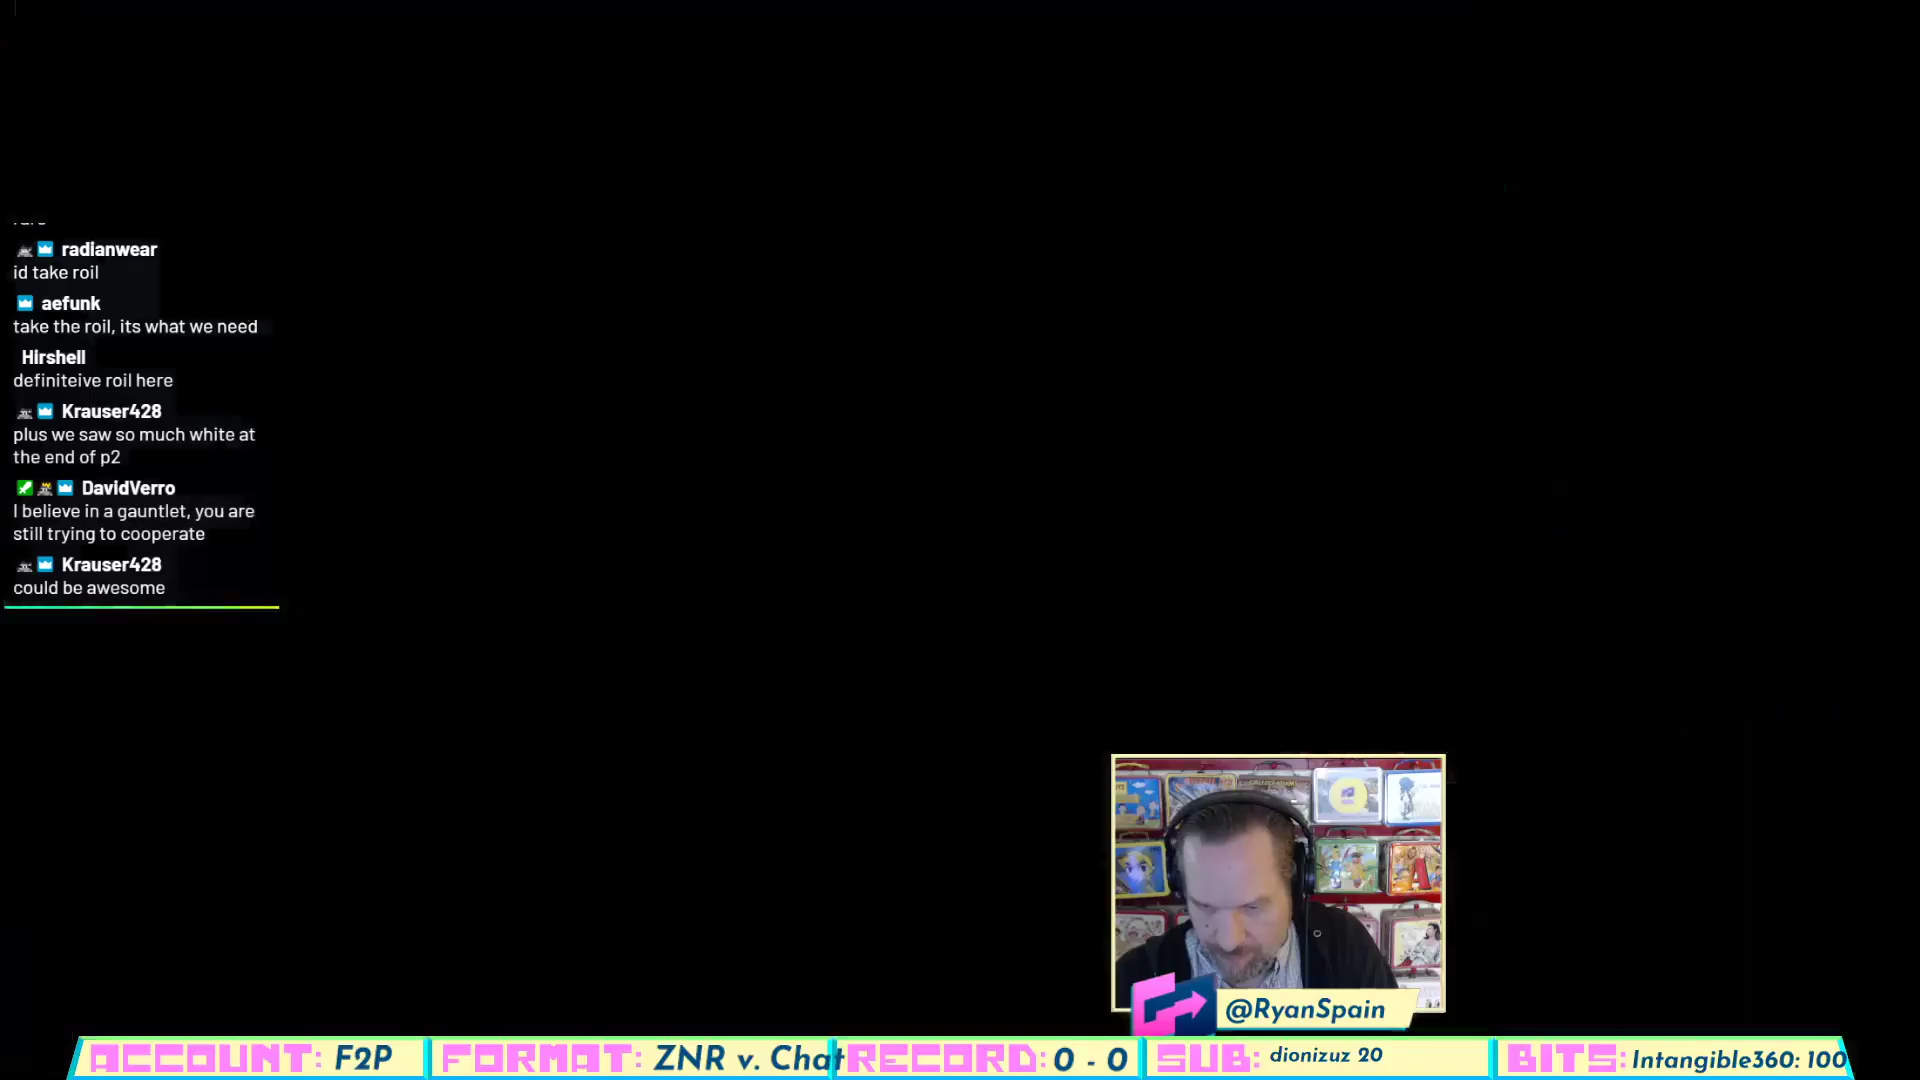 radianwear
id take roil
aefunk
take the roil, its what we need
Hirshell
definiteive roil here
Krauser428
plus we saw so much white at
the end of p2
DavidVerro
I believe in a gauntlet, you are
still trying to cooperate
Krauser428
could be awesome
@RyanSpain
ACCOUNT: F2P FORMAT: ZNR v. Chat RECORD: 0 - 0 SUB: dionizuz 20 BITS: Intangible360: 100